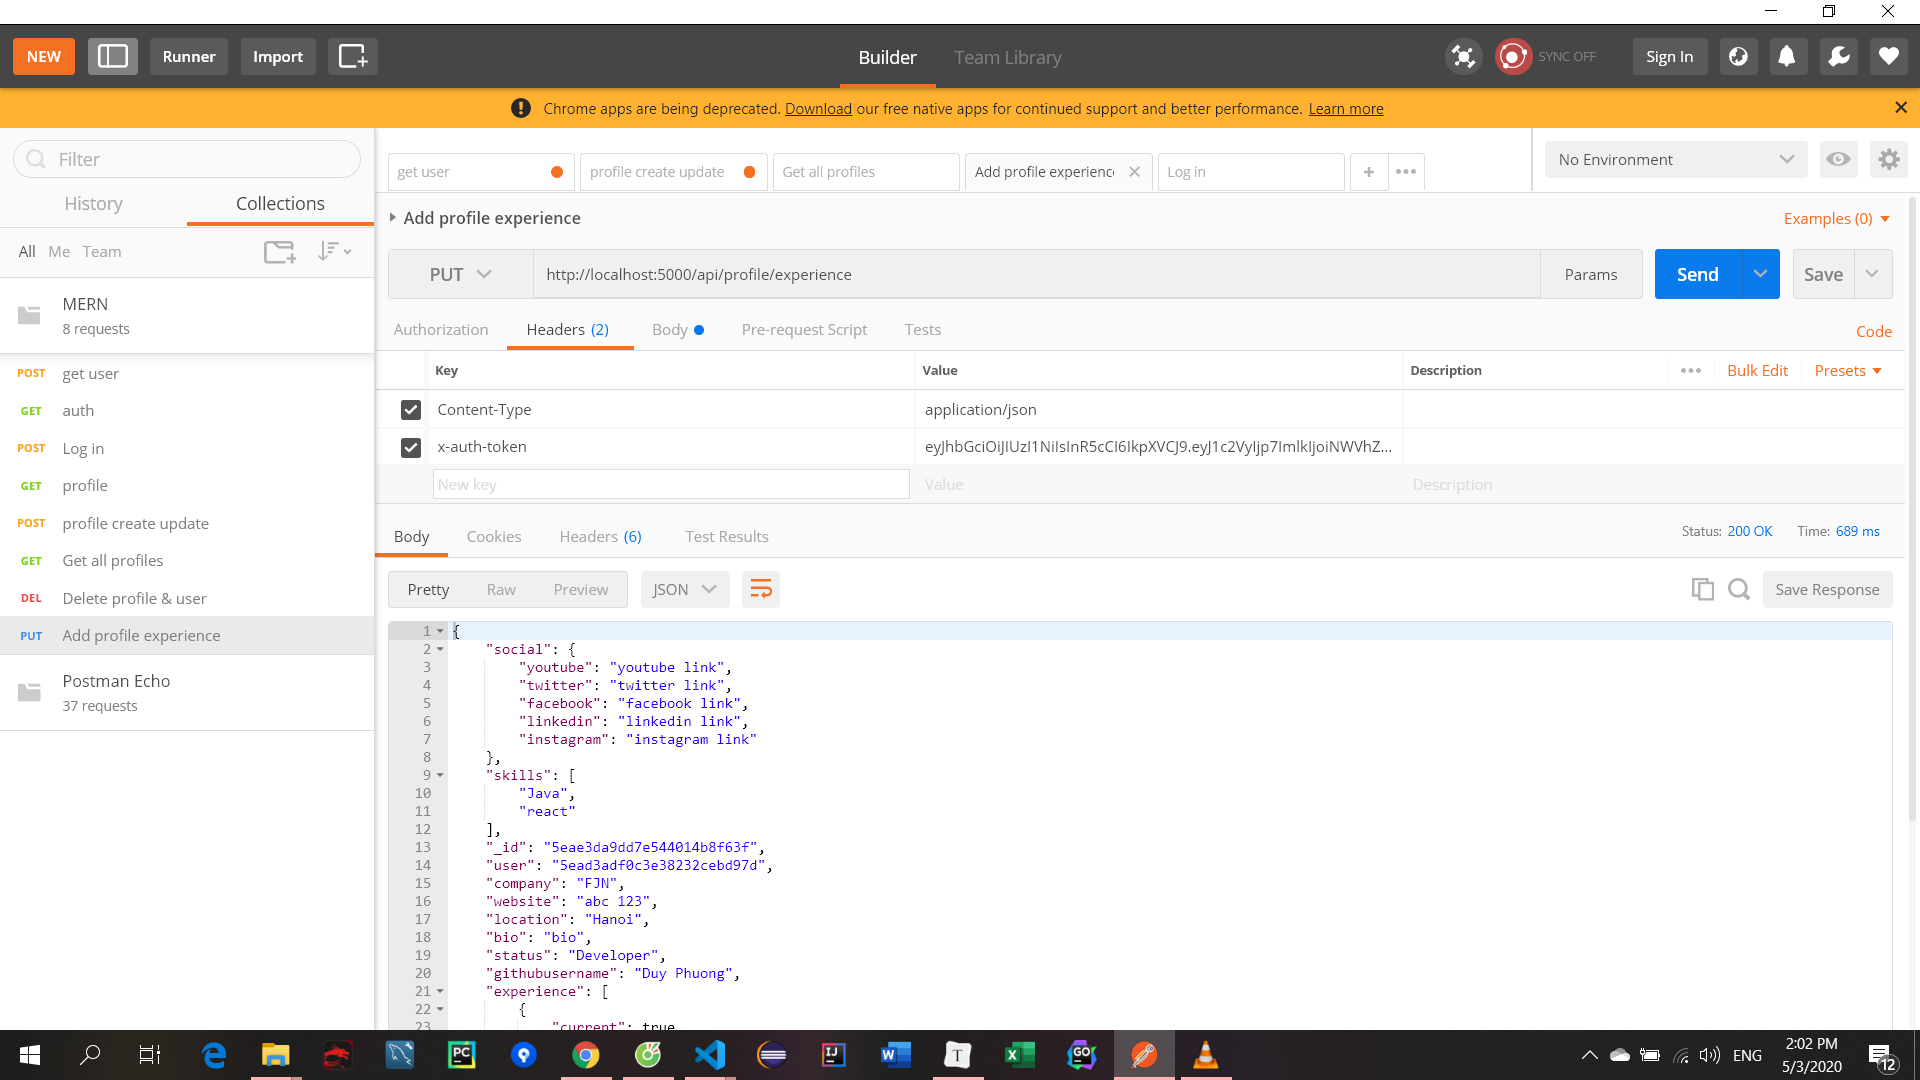 NEW Runner Import Builder Team Library SYNC OFF Sign In
Chrome apps are being deprecated. Download our free native apps for continued support and better performance. Learn more
Filter
History Collections
All Me Team
MERN
8 requests
POST get user
GET auth
POST Log in
GET profile
POST profile create update
GET Get all profiles
DEL Delete profile & user
PUT Add profile experience
Postman Echo
37 requests
get user profile create update Get all profiles Add profile experienc Log in No Environment
Add profile experience Examples (0)
PUT http://localhost:5000/api/profile/experience Params Send Save
Authorization Headers (2) Body Pre-request Script Tests Code
Key Value Description Bulk Edit Presets
Content-Type application/json
x-auth-token eyJhbGciOiJIUzI1NiIsInR5cCI6IkpXVCJ9.eyJ1c2VyIjp7ImlkIjoiNWVhZ...
New key Value Description
Body Cookies Headers (6) Test Results Status: 200 OK Time: 689 ms
Pretty Raw Preview JSON Save Response
1 {
2 "social": {
3 "youtube": "youtube link",
4 "twitter": "twitter link",
5 "facebook": "facebook link",
6 "linkedin": "linkedin link",
7 "instagram": "instagram link"
8 },
9 "skills": [
10 "Java",
11 "react"
12 ],
13 "_id": "5eae3da9dd7e544014b8f63f",
14 "user": "5ead3adf0c3e38232cebd97d",
15 "company": "FJN",
16 "website": "abc 123",
17 "location": "Hanoi",
18 "bio": "bio",
19 "status": "Developer",
20 "githubusername": "Duy Phuong",
21 "experience": [
22 {
23 "current": true
ENG 2:02 PM
5/3/2020
12